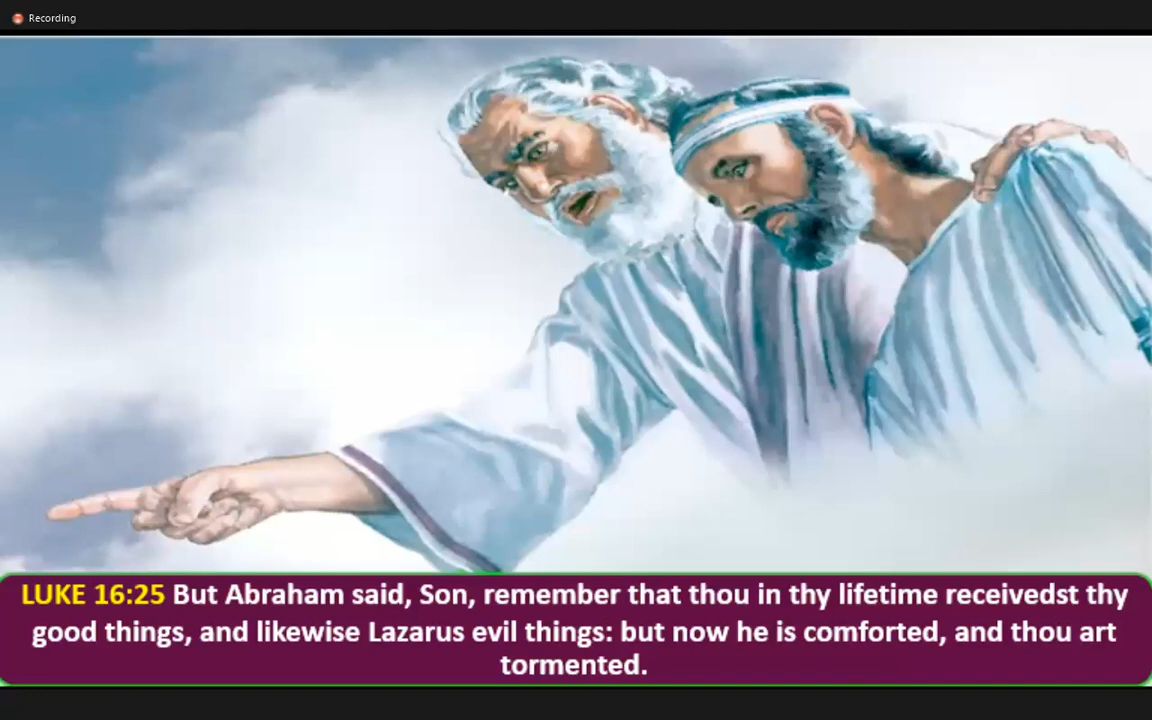 Recording
LUKE 16:25 But Abraham said, Son, remember that thou in thy lifetime receivedst thy
good things, and likewise Lazarus evil things: but now he is comforted, and thou art
tormented.